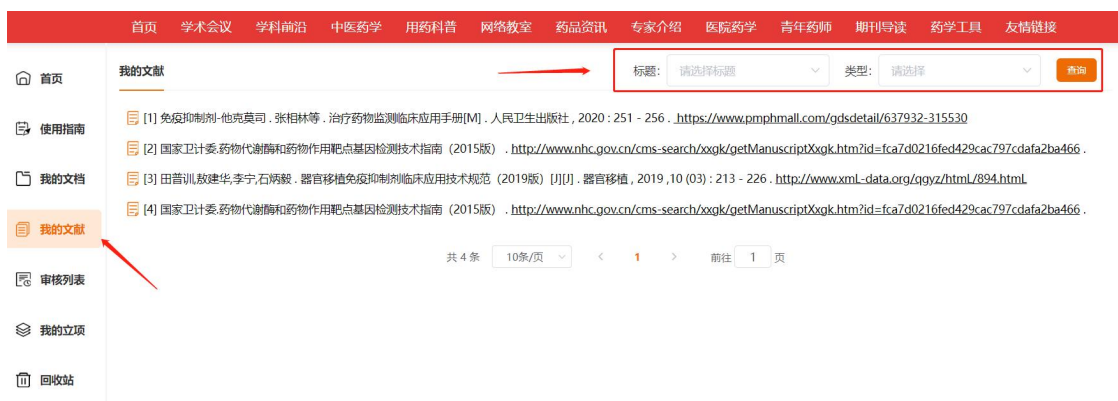 首页 学术会议 学科前沿 中医药学 用药科普 网络教室 药品资讯 专家介绍 医院药学 青年药师 期刊导读 药学工具 友情链接
首页
使用指南
我的文档
我的文献
审核列表
我的立项
回收站
我的文献 标题: 请选择标题 类型: 请选择 查询
[1] 免疫抑制剂-他克莫司 . 张相林等 . 治疗药物监测临床应用手册[M] . 人民卫生出版社 , 2020 : 251 - 256 . https://www.pmphmall.com/gdsdetail/637932-315530
[2] 国家卫计委.药物代谢酶和药物作用靶点基因检测技术指南（2015版） . http://www.nhc.gov.cn/cms-search/xxgk/getManuscriptXxgk.htm?id=fca7d0216fed429cac797cdafa2ba466 .
[3] 田普训,敖建华,李宁,石炳毅 . 器官移植免疫抑制剂临床应用技术规范（2019版）[J][J] . 器官移植 , 2019 ,10 (03) : 213 - 226 . http://www.xmL-data.org/qgyz/htmL/894.htmL
[4] 国家卫计委.药物代谢酶和药物作用靶点基因检测技术指南（2015版） . http://www.nhc.gov.cn/cms-search/xxgk/getManuscriptXxgk.htm?id=fca7d0216fed429cac797cdafa2ba466 .
共 4 条 10条/页 < 1 > 前往 1 页